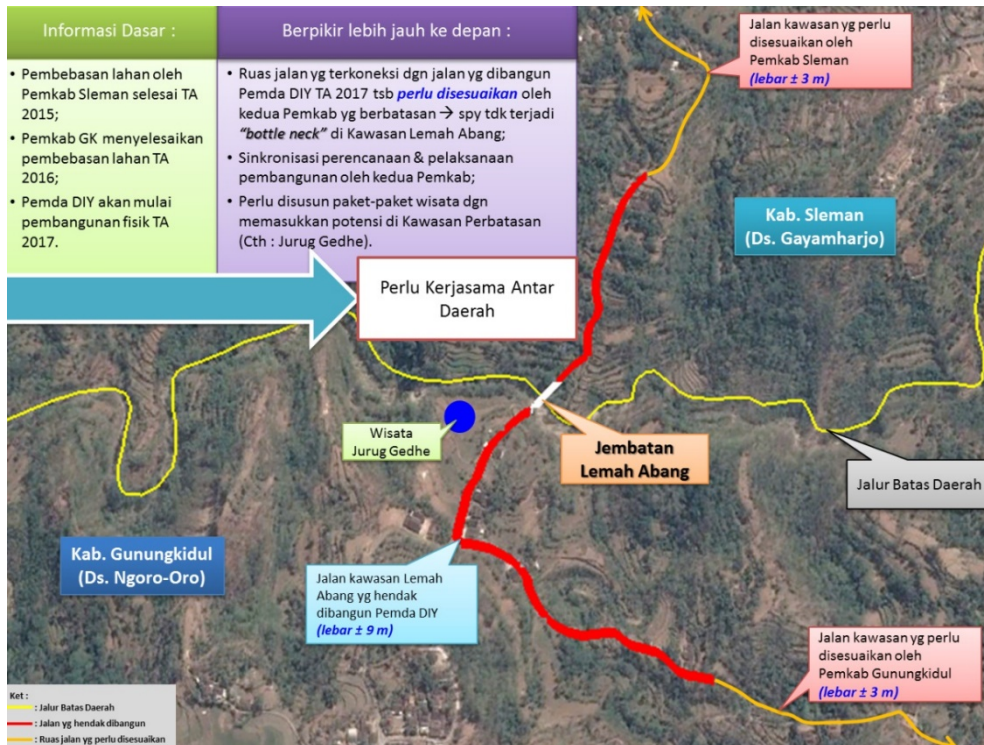 Informasi Dasar :
• Pembebasan lahan oleh
Pemkab Sleman selesai TA
2015;
• Pemkab GK menyelesaikan
pembebasan lahan TA
2016;
• Pemda DIY akan mulai
pembangunan fisik TA
2017.
Berpikir lebih jauh ke depan :
• Ruas jalan yg terkoneksi dgn jalan yg dibangun
Pemda DIY TA 2017 tsb perlu disesuaikan oleh
kedua Pemkab yg berbatasan → spy tdk terjadi
“bottle neck” di Kawasan Lemah Abang;
• Sinkronisasi perencanaan & pelaksanaan
pembangunan oleh kedua Pemkab;
• Perlu disusun paket-paket wisata dgn
memasukkan potensi di Kawasan Perbatasan
(Cth : Jurug Gedhe).
Jalan kawasan yg perlu
disesuaikan oleh
Pemkab Sleman
(lebar ± 3 m)
Kab. Sleman
(Ds. Gayamharjo)
Perlu Kerjasama Antar
Daerah
Wisata
Jurug Gedhe
Jembatan
Lemah Abang
Jalur Batas Daerah
Kab. Gunungkidul
(Ds. Ngoro-Oro)
Jalan kawasan Lemah
Abang yg hendak
dibangun Pemda DIY
(lebar ± 9 m)
Jalan kawasan yg perlu
disesuaikan oleh
Pemkab Gunungkidul
(lebar ± 3 m)
Ket :
: Jalur Batas Daerah
: Jalan yg hendak dibangun
: Ruas jalan yg perlu disesuaikan